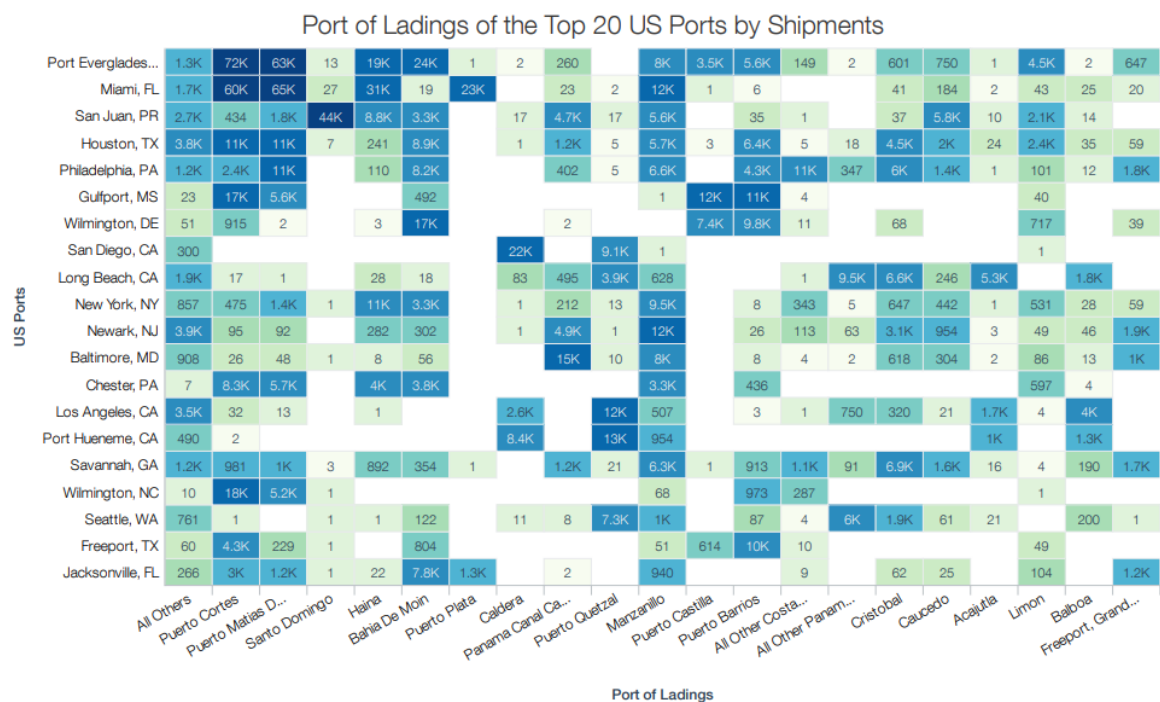 Port of Ladings of the Top 20 US Ports by Shipments
US Ports
Port Everglades... 1.3K 72K 63K 13 19K 24K 1 2 260 8K 3.5K 5.6K 149 2 601 750 1 4.5K 2 647
Miami, FL 1.7K 60K 65K 27 31K 19 23K 23 2 12K 1 6 41 184 2 43 25 20
San Juan, PR 2.7K 434 1.8K 44K 8.8K 3.3K 17 4.7K 17 5.6K 35 1 37 5.8K 10 2.1K 14
Houston, TX 3.8K 11K 11K 7 241 8.9K 1 1.2K 5 5.7K 3 6.4K 5 18 4.5K 2K 24 2.4K 35 59
Philadelphia, PA 1.2K 2.4K 11K 110 8.2K 402 5 6.6K 4.3K 11K 347 6K 1.4K 1 101 12 1.8K
Gulfport, MS 23 17K 5.6K 492 1 12K 11K 4 40
Wilmington, DE 51 915 2 3 17K 2 7.4K 9.8K 11 68 717 39
San Diego, CA 300 22K 9.1K 1 1
Long Beach, CA 1.9K 17 1 28 18 83 495 3.9K 628 1 9.5K 6.6K 246 5.3K 1.8K
New York, NY 857 475 1.4K 1 11K 3.3K 1 212 13 9.5K 8 343 5 647 442 1 531 28 59
Newark, NJ 3.9K 95 92 282 302 1 4.9K 1 12K 26 113 63 3.1K 954 3 49 46 1.9K
Baltimore, MD 908 26 48 1 8 56 15K 10 8K 8 4 2 618 304 2 86 13 1K
Chester, PA 7 8.3K 5.7K 4K 3.8K 3.3K 436 597 4
Los Angeles, CA 3.5K 32 13 1 2.6K 12K 507 3 1 750 320 21 1.7K 4 4K
Port Hueneme, CA 490 2 8.4K 13K 954 1K 1.3K
Savannah, GA 1.2K 981 1K 3 892 354 1 1.2K 21 6.3K 1 913 1.1K 91 6.9K 1.6K 16 4 190 1.7K
Wilmington, NC 10 18K 5.2K 1 68 973 287 1
Seattle, WA 761 1 1 1 122 11 8 7.3K 1K 87 4 6K 1.9K 61 21 200 1
Freeport, TX 60 4.3K 229 1 804 51 614 10K 10 49
Jacksonville, FL 266 3K 1.2K 1 22 7.8K 1.3K 2 940 9 62 25 104 1.2K
All Others
Puerto Cortes
Puerto Matias D...
Santo Domingo
Haina
Bahia De Moin
Puerto Plata
Caldera
Panama Canal Ca...
Puerto Quetzal
Manzanillo
Puerto Castilla
Puerto Barrios
All Other Costa...
All Other Panam...
Cristobal
Caucedo
Acajutla
Limon
Balboa
Freeport, Grand...
Port of Ladings